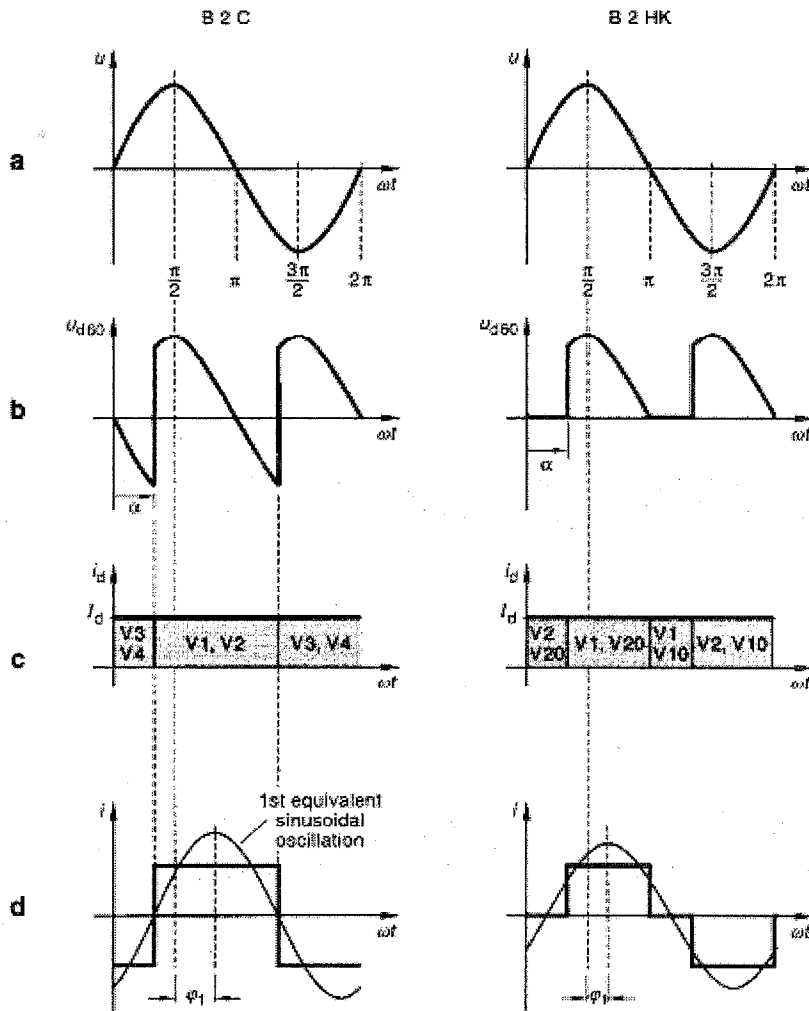 B 2 C
B 2 HK
a
u
ωt
π/2
π
3π/2
2π
u
ωt
π/2
π
3π/2
2π
b
u_d60
ωt
α
u_d60
ωt
α
c
i_d
I_d
V3
V4
V1, V2
V3, V4
ωt
i_d
I_d
V2
V20
V1, V20
V1
V10
V2, V10
ωt
d
i
1st equivalent
sinusoidal
oscillation
ωt
φ₁
i
ωt
φ₁